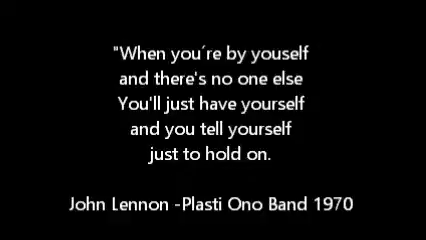 "When you´re by youself
and there's no one else
You'll just have yourself
and you tell yourself
just to hold on.
John Lennon -Plasti Ono Band 1970